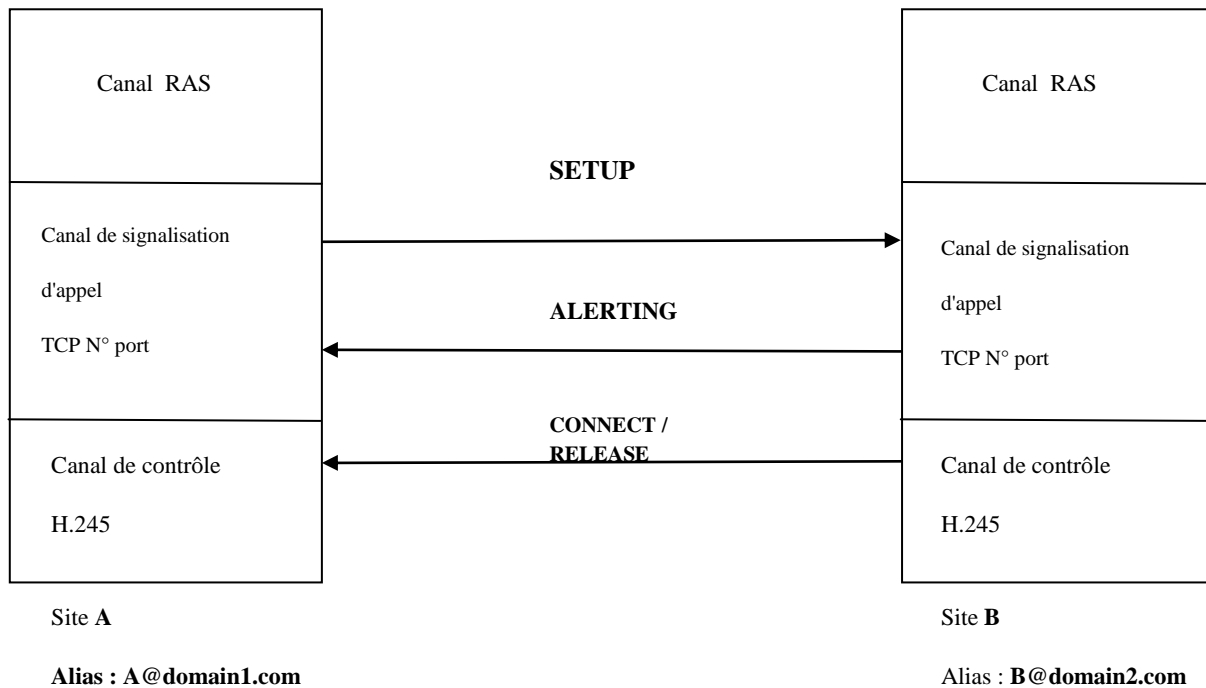 Canal RAS
Canal de signalisation
d'appel
TCP N° port
Canal de contrôle
H.245
Site A
Alias : A@domain1.com
SETUP
ALERTING
CONNECT /
RELEASE
Canal RAS
Canal de signalisation
d'appel
TCP N° port
Canal de contrôle
H.245
Site B
Alias : B@domain2.com